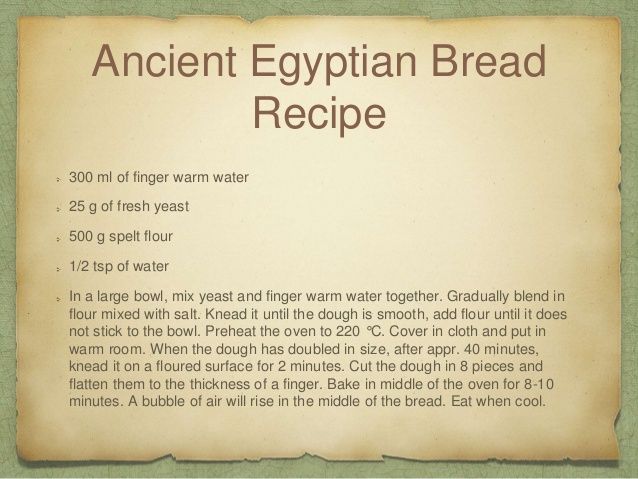 Ancient Egyptian Bread
Recipe
300 ml of finger warm water
25 g of fresh yeast
500 g spelt flour
1/2 tsp of water
In a large bowl, mix yeast and finger warm water together. Gradually blend in
flour mixed with salt. Knead it until the dough is smooth, add flour until it does
not stick to the bowl. Preheat the oven to 220 °C. Cover in cloth and put in
warm room. When the dough has doubled in size, after appr. 40 minutes,
knead it on a floured surface for 2 minutes. Cut the dough in 8 pieces and
flatten them to the thickness of a finger. Bake in middle of the oven for 8-10
minutes. A bubble of air will rise in the middle of the bread. Eat when cool.